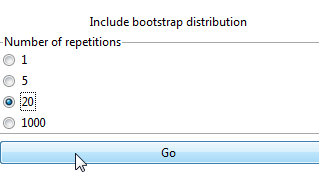 Include bootstrap distribution
Number of repetitions
1
5
20
1000
Go